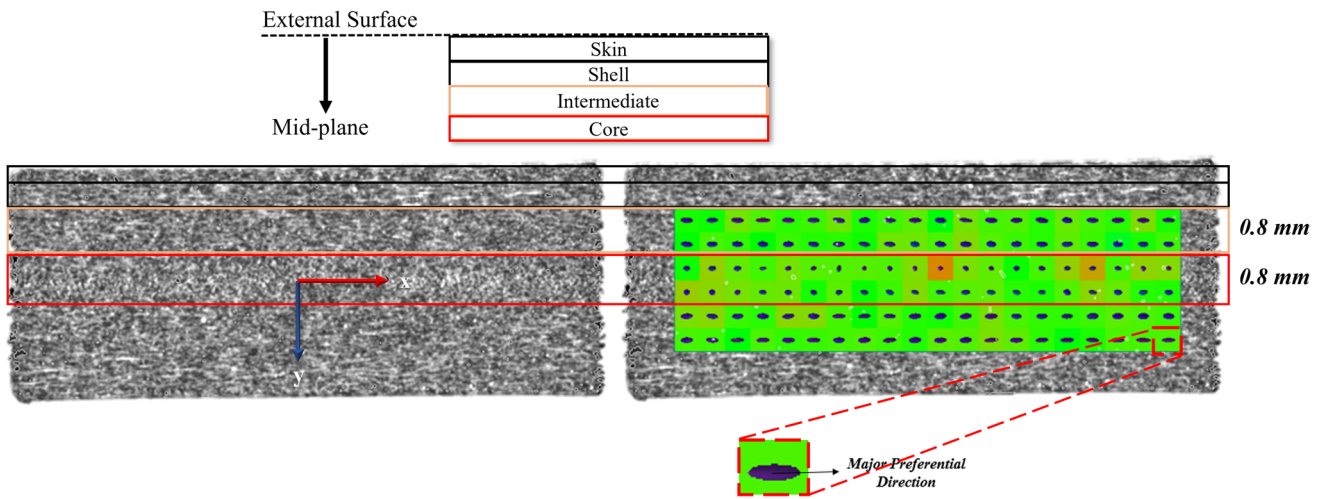 External Surface
Skin
Shell
Intermediate
Mid-plane
Core
0.8 mm
0.8 mm
x
y
Major Preferential
Direction